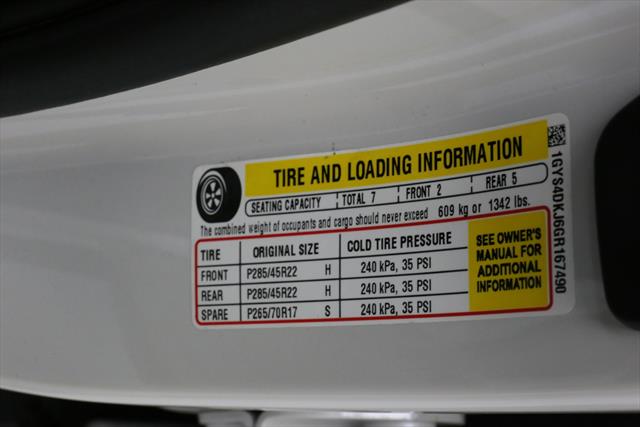 TIRE AND LOADING INFORMATION
SEATING CAPACITY | TOTAL 7 | FRONT 2 | REAR 5
The combined weight of occupants and cargo should never exceed 609 kg or 1342 lbs.
TIRE ORIGINAL SIZE COLD TIRE PRESSURE
FRONT P285/45R22 H 240 kPa, 35 PSI
REAR P285/45R22 H 240 kPa, 35 PSI
SPARE P265/70R17 S 240 kPa, 35 PSI
SEE OWNER'S
MANUAL FOR
ADDITIONAL
INFORMATION
1GYS4DKJ6GR167490